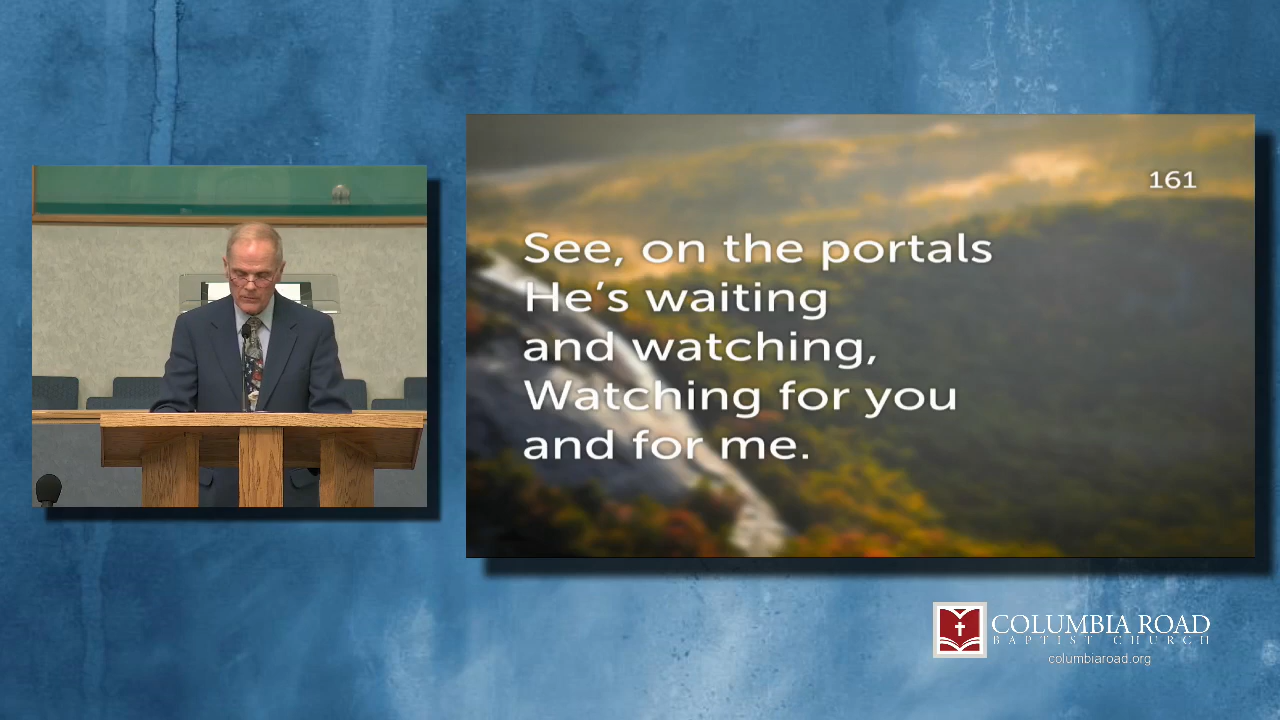 161
See, on the portals
He's waiting
and watching,
Watching for you
and for me.
COLUMBIA ROAD
BAPTIST CHURCH
columbiaroad.org